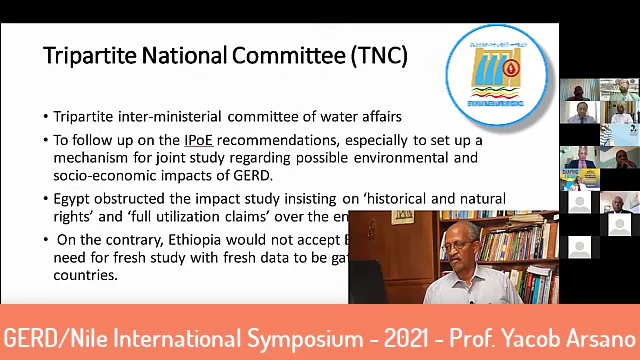 Tripartite National Committee (TNC)
• Tripartite inter-ministerial committee of water affairs
• To follow up on the IPoE recommendations, especially to set up a
mechanism for joint study regarding possible environmental and
socio-economic impacts of GERD.
• Egypt obstructed the impact study insisting on ‘historical and natural
rights’ and ‘full utilization claims’ over the
• On the contrary, Ethiopia would not accept
need for fresh study with fresh data to be
countries.
GERD/Nile International Symposium - 2021 - Prof. Yacob Arsano